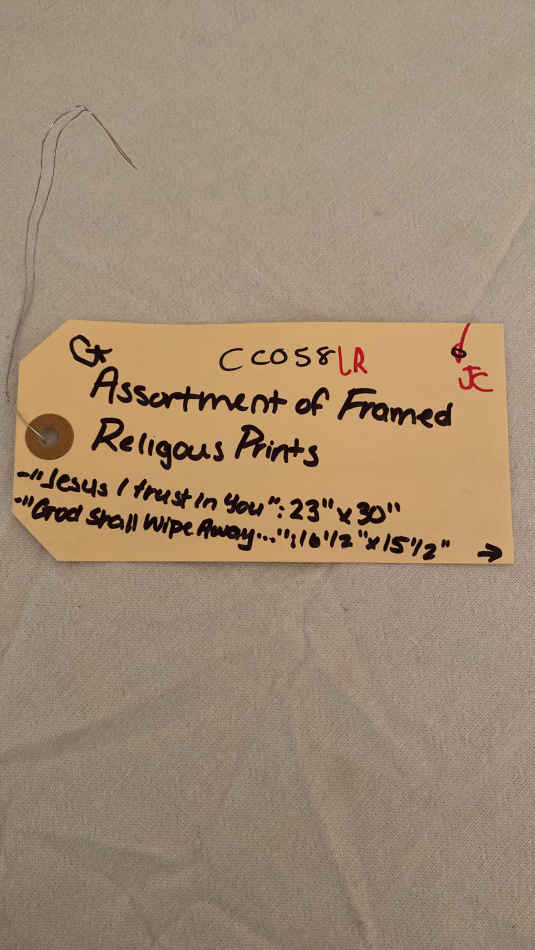 G* CC058LR
JC
Assortment of Framed
Religous Prints
-"Jesus I trust in You": 23" x 30"
-"God Shall Wipe Away...": 16 1/2" x 15 1/2" →